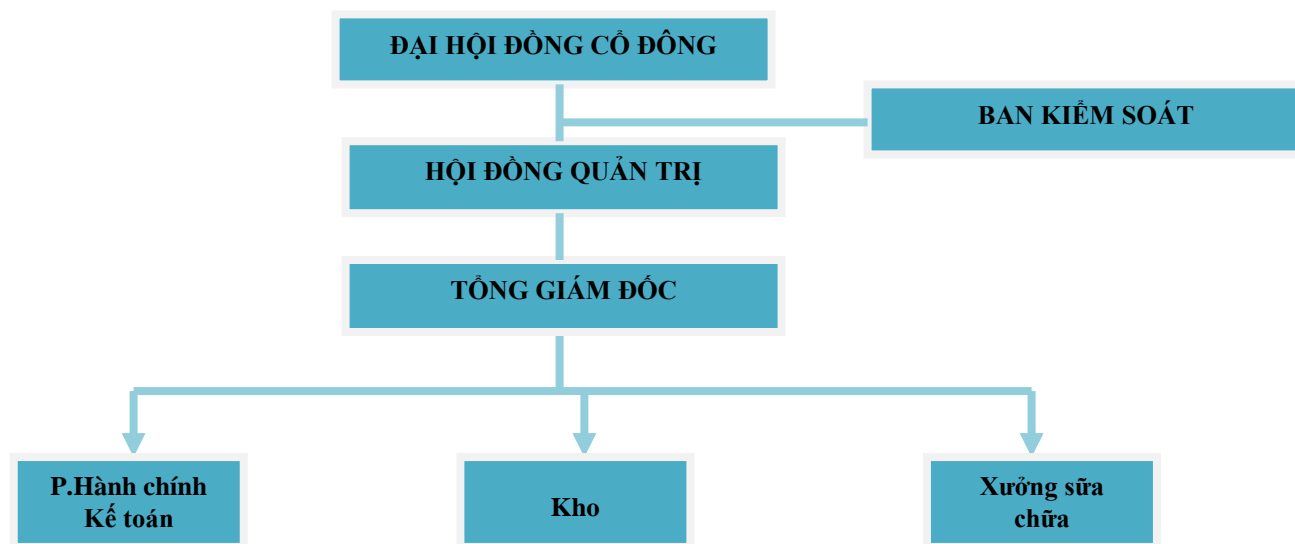 ĐẠI HỘI ĐỒNG CỔ ĐÔNG
BAN KIỂM SOÁT
HỘI ĐỒNG QUẢN TRỊ
TỔNG GIÁM ĐỐC
P.Hành chính
Kế toán
Kho
Xưởng sữa
chữa